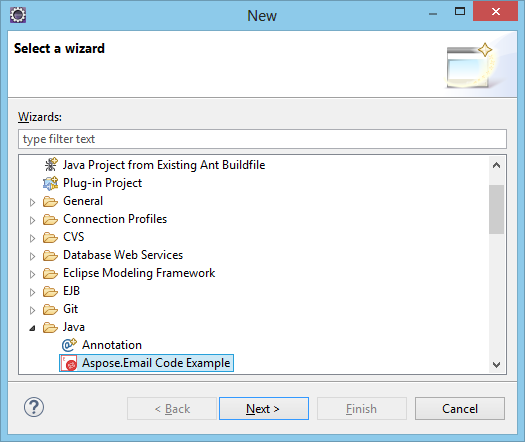 New
Select a wizard
Wizards:
type filter text
Java Project from Existing Ant Buildfile
Plug-in Project
General
Connection Profiles
CVS
Database Web Services
Eclipse Modeling Framework
EJB
Git
Java
Annotation
Aspose.Email Code Example
< Back
Next >
Finish
Cancel